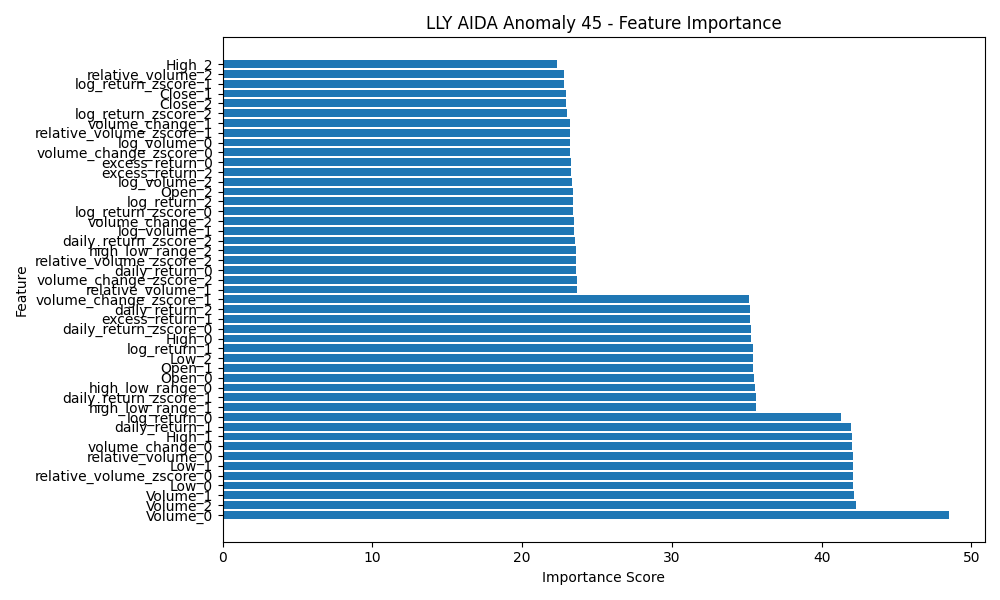 LLY AIDA Anomaly 45 - Feature Importance
High_2
relative_volume_2
log_return_zscore_1
Close_1
Close_2
log_return_zscore_2
volume_change_1
relative_volume_zscore_1
log_volume_0
volume_change_zscore_0
excess_return_0
excess_return_2
log_volume_2
Open_2
log_return_2
log_return_zscore_0
volume_change_2
log_volume_1
daily_return_zscore_2
high_low_range_2
relative_volume_zscore_2
daily_return_0
volume_change_zscore_2
relative_volume_1
volume_change_zscore_1
daily_return_2
excess_return_1
daily_return_zscore_0
High_0
log_return_1
Low_2
Open_1
Open_0
high_low_range_0
daily_return_zscore_1
high_low_range_1
log_return_0
daily_return_1
High_1
volume_change_0
relative_volume_0
Low_1
relative_volume_zscore_0
Low_0
Volume_1
Volume_2
Volume_0
Feature
0 10 20 30 40 50
Importance Score